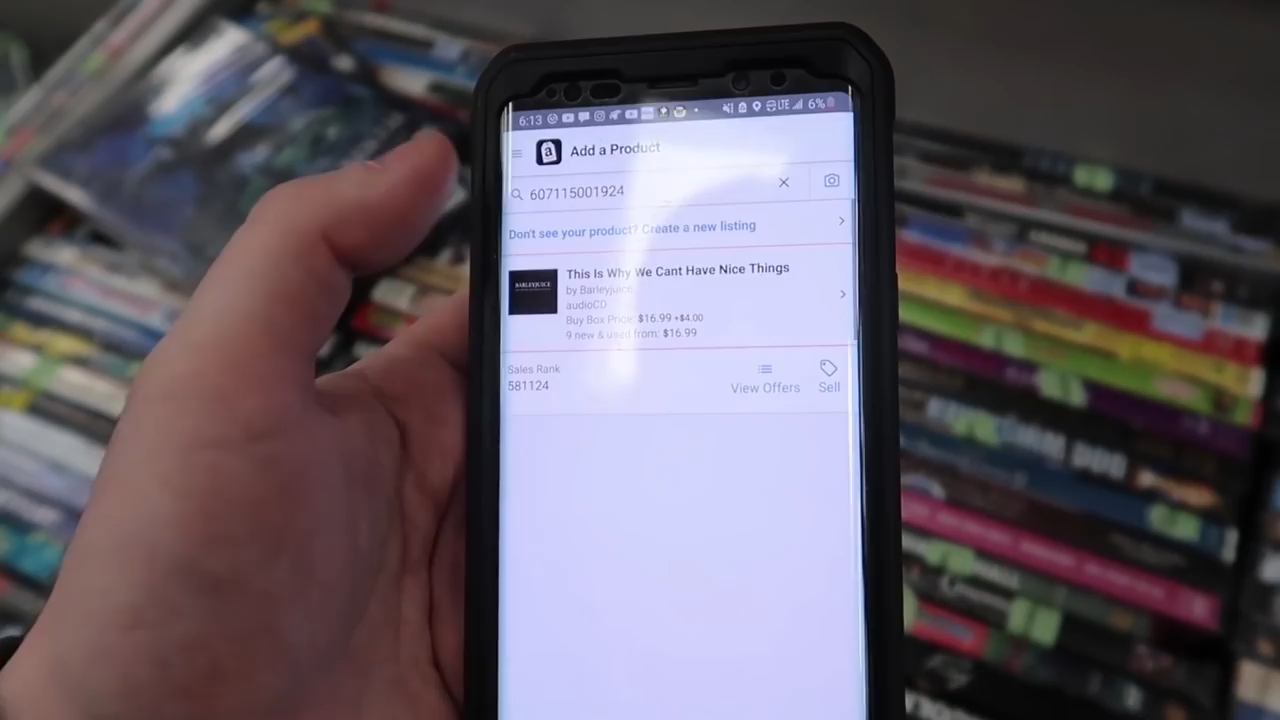 6:13 LTE 6%
Add a Product
607115001924
Don't see your product? Create a new listing
BARLEYJUICE
This Is Why We Cant Have Nice Things
by Barleyjuice
audioCD
Buy Box Price: $16.99 +$4.00
9 new & used from: $16.99
Sales Rank
581124
View Offers
Sell